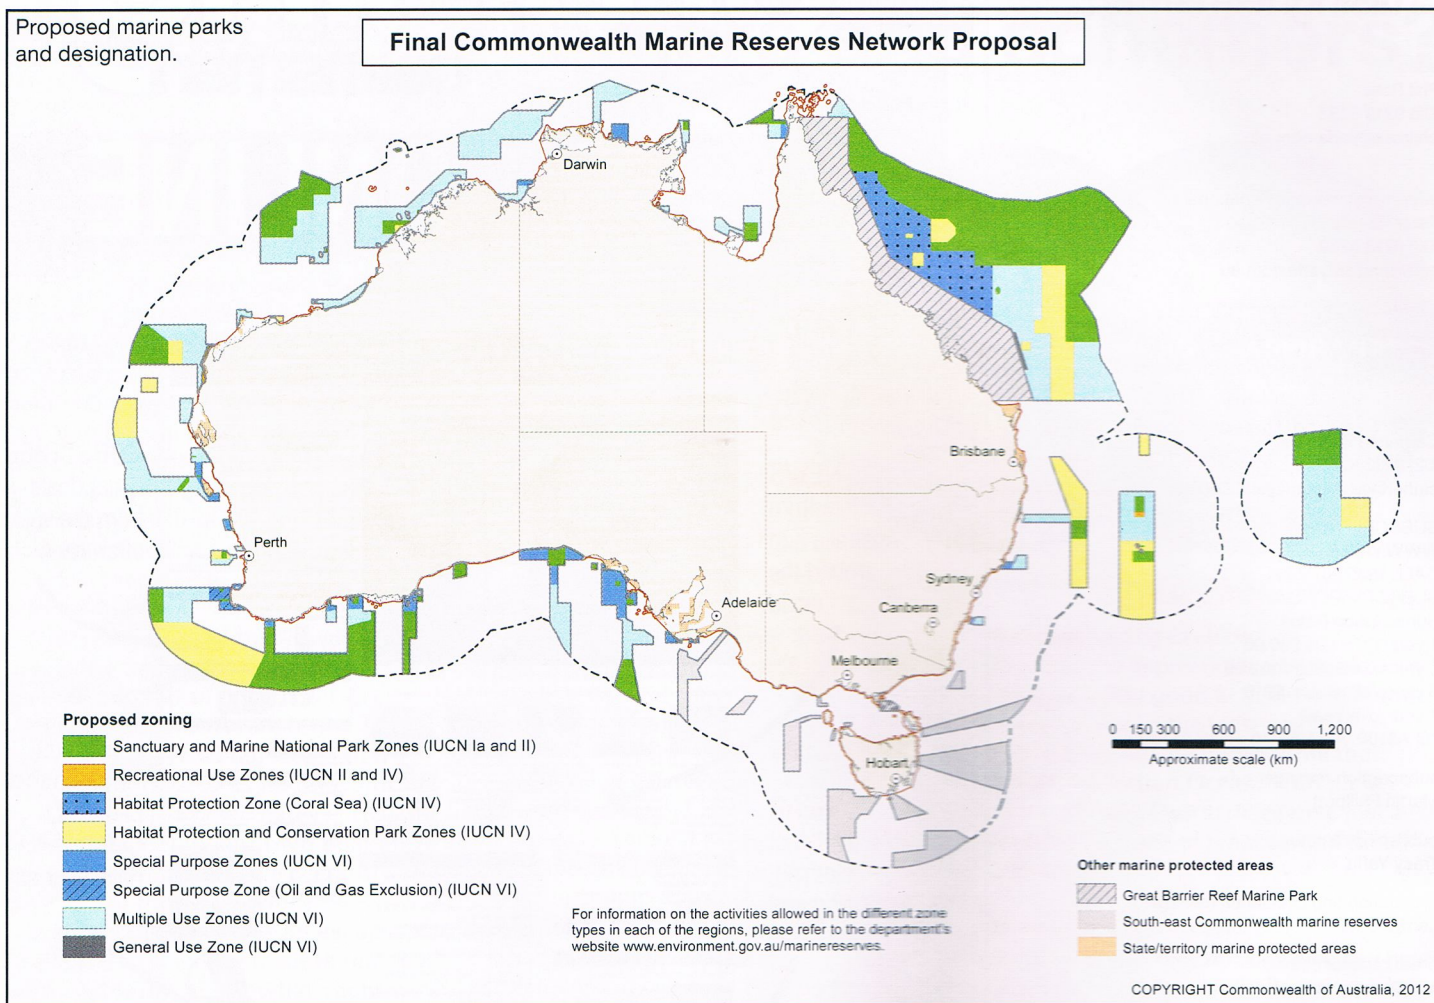 Proposed marine parks
and designation.
Final Commonwealth Marine Reserves Network Proposal
Darwin
Brisbane
Perth
Sydney
Adelaide
Canberra
Melbourne
Hobart
Proposed zoning
Sanctuary and Marine National Park Zones (IUCN Ia and II)
Recreational Use Zones (IUCN II and IV)
Habitat Protection Zone (Coral Sea) (IUCN IV)
Habitat Protection and Conservation Park Zones (IUCN IV)
Special Purpose Zones (IUCN VI)
Special Purpose Zone (Oil and Gas Exclusion) (IUCN VI)
Multiple Use Zones (IUCN VI)
General Use Zone (IUCN VI)
0 150 300 600 900 1,200
Approximate scale (km)
For information on the activities allowed in the different zone
types in each of the regions, please refer to the department's
website www.environment.gov.au/marinereserves.
Other marine protected areas
Great Barrier Reef Marine Park
South-east Commonwealth marine reserves
State/territory marine protected areas
COPYRIGHT Commonwealth of Australia, 2012